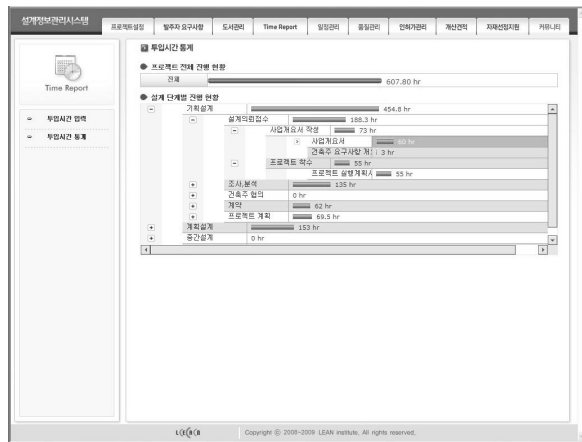 설계정보관리시스템
프로젝트설정 발주자 요구사항 도서관리 Time Report 일정관리 품질관리 인허가관리 개산견적 자재선정지원 커뮤니티
Time Report
투입시간 입력
투입시간 통계
투입시간 통계
프로젝트 전체 진행 현황
전체 607.80 hr
설계 단계별 진행 현황
기획설계 454.8 hr
설계의뢰접수 188.3 hr
사업개요서 작성 73 hr
사업개요서 60 hr
건축주 요구사항 개 3 hr
프로젝트 착수 55 hr
프로젝트 실행계획서 55 hr
조사,분석 135 hr
건축주 협의 0 hr
계약 62 hr
프로젝트 계획 69.5 hr
계획설계 153 hr
중간설계 0 hr
Copyright ⓒ 2008-2009 LEAN institute, All rights reserved.